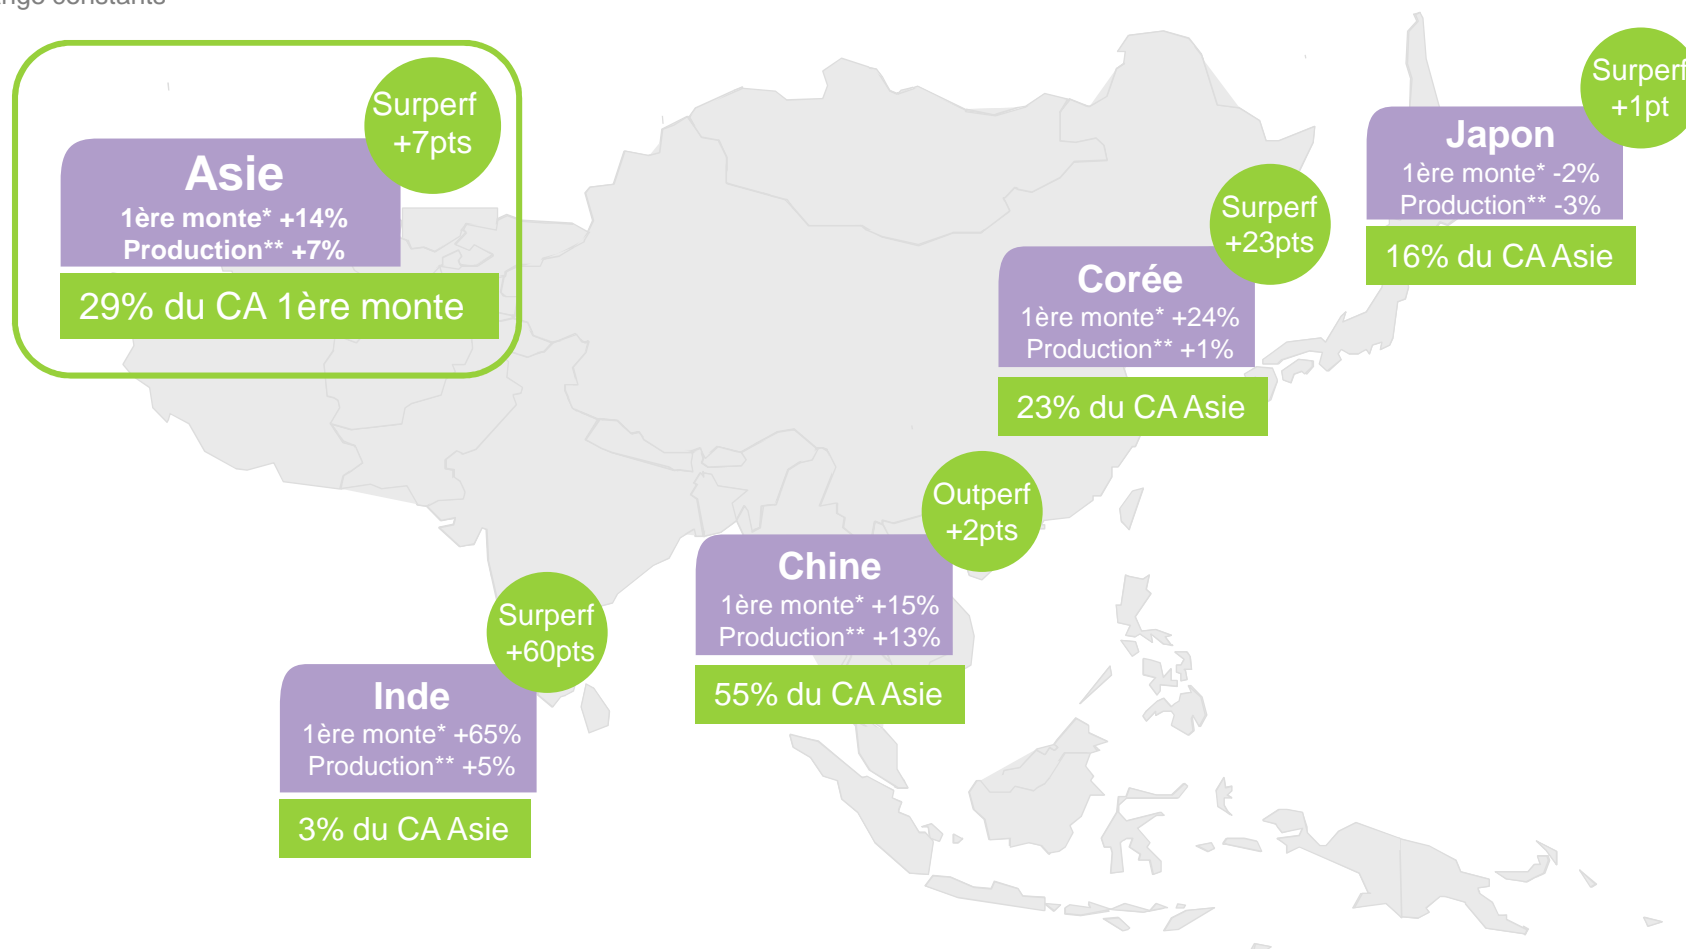 constants
Surperf
+7pts
Asie
1ère monte* +14%
Production** +7%
29% du CA 1ère monte
Surperf
+1pt
Japon
1ère monte* -2%
Production** -3%
16% du CA Asie
Surperf
+23pts
Corée
1ère monte* +24%
Production** +1%
23% du CA Asie
Outperf
+2pts
Chine
1ère monte* +15%
Production** +13%
55% du CA Asie
Surperf
+60pts
Inde
1ère monte* +65%
Production** +5%
3% du CA Asie